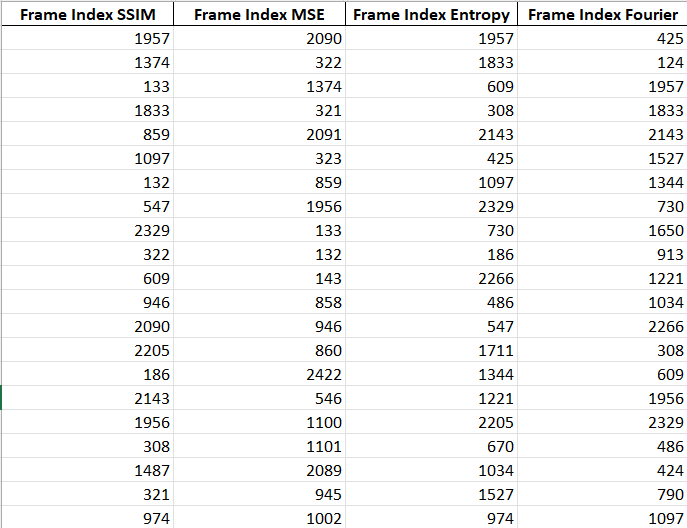 Frame Index SSIM Frame Index MSE Frame Index Entropy Frame Index Fourier
1957 2090 1957 425
1374 322 1833 124
133 1374 609 1957
1833 321 308 1833
859 2091 2143 2143
1097 323 425 1527
132 859 1097 1344
547 1956 2329 730
2329 133 730 1650
322 132 186 913
609 143 2266 1221
946 858 486 1034
2090 946 547 2266
2205 860 1711 308
186 2422 1344 609
2143 546 1221 1956
1956 1100 2205 2329
308 1101 670 486
1487 2089 1034 424
321 945 1527 790
974 1002 974 1097